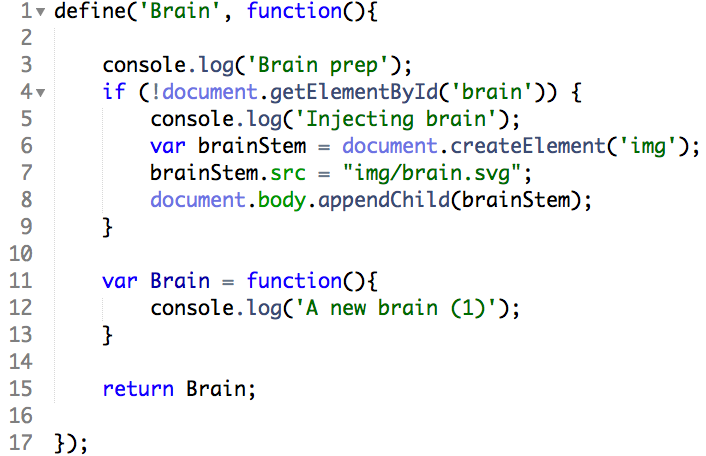 1 define('Brain', function(){
2
3     console.log('Brain prep');
4     if (!document.getElementById('brain')) {
5         console.log('Injecting brain');
6         var brainStem = document.createElement('img');
7         brainStem.src = "img/brain.svg";
8         document.body.appendChild(brainStem);
9     }
10
11     var Brain = function(){
12         console.log('A new brain (1)');
13     }
14
15     return Brain;
16
17 });